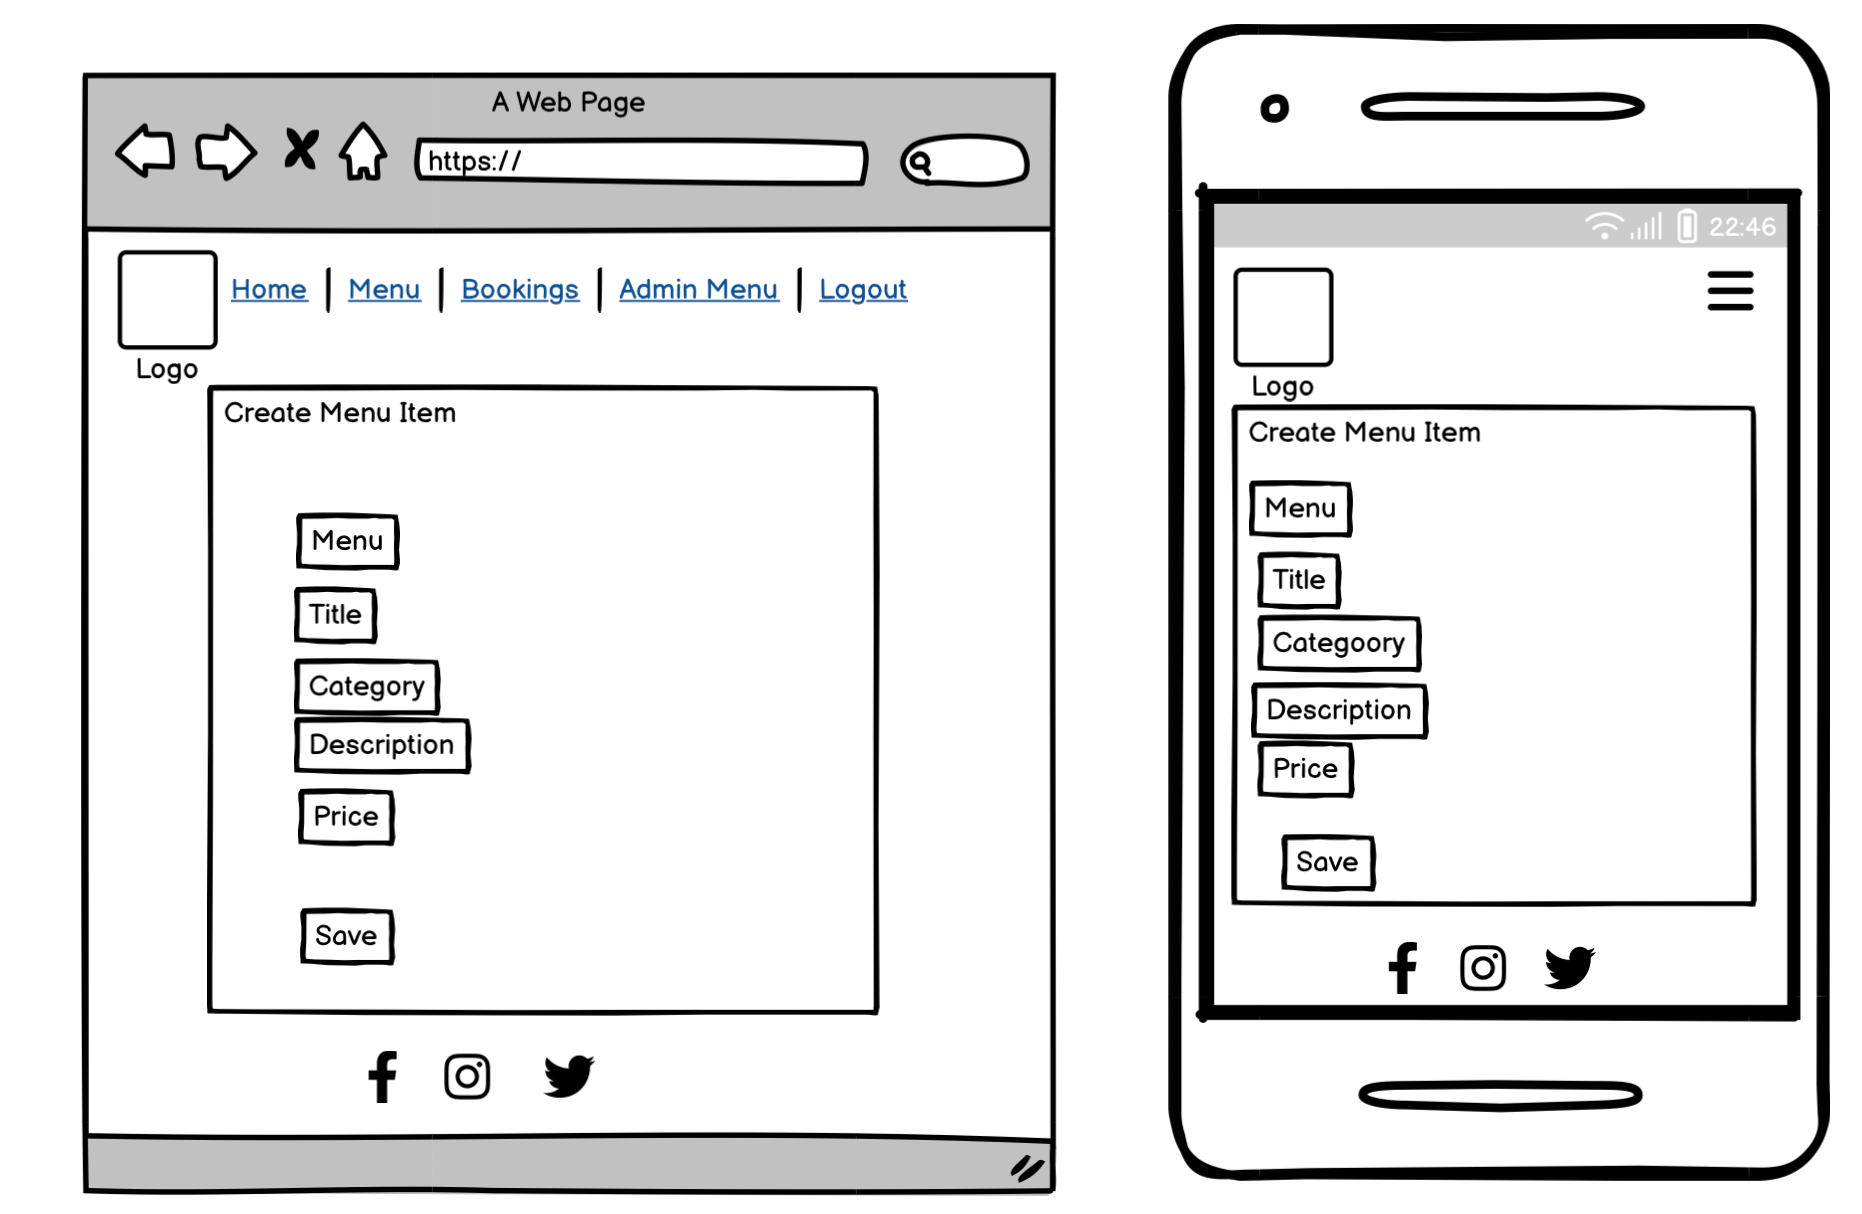 A Web Page
https://
Home Menu Bookings Admin Menu Logout
Logo
Create Menu Item
Menu
Title
Category
Description
Price
Save
22:46
Logo
Create Menu Item
Menu
Title
Categoory
Description
Price
Save